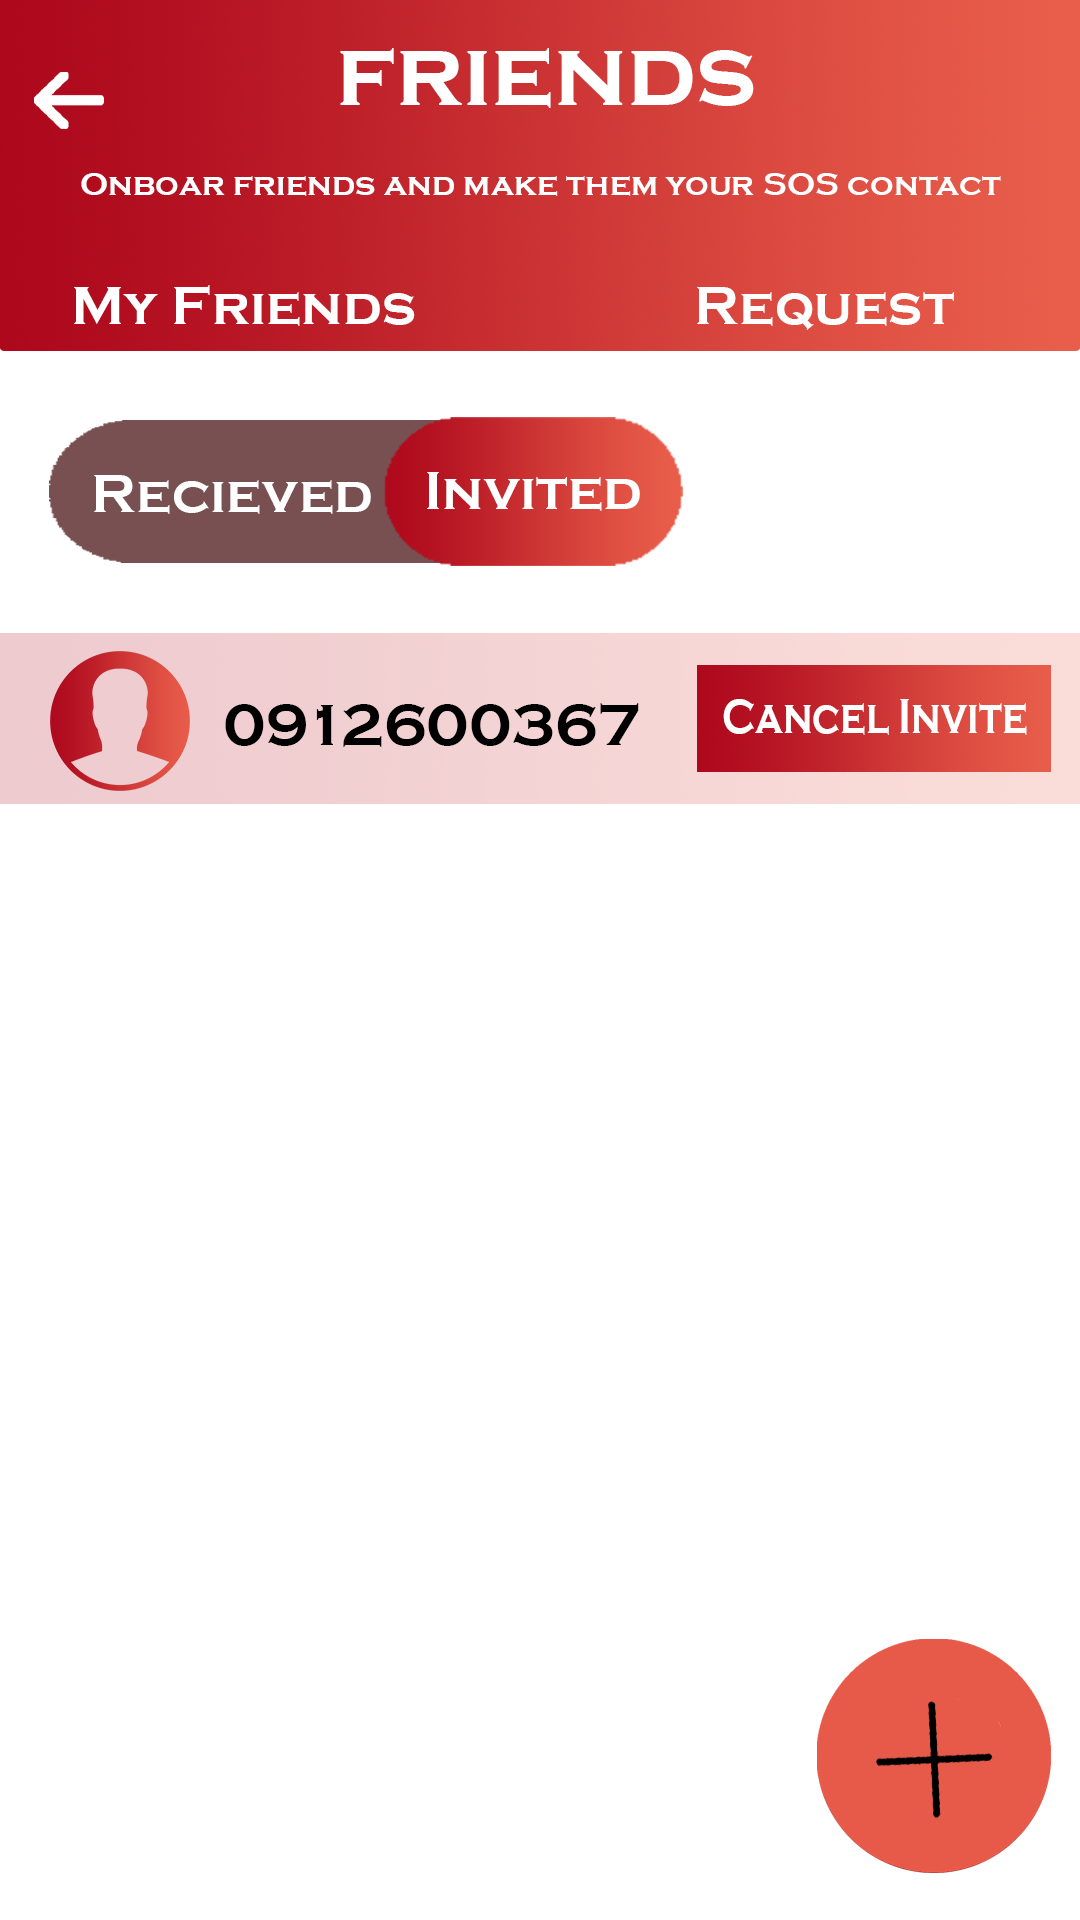 FRIENDS
Onboar friends and make them your SOS contact
My Friends Request
Recieved Invited
0912600367 Cancel Invite